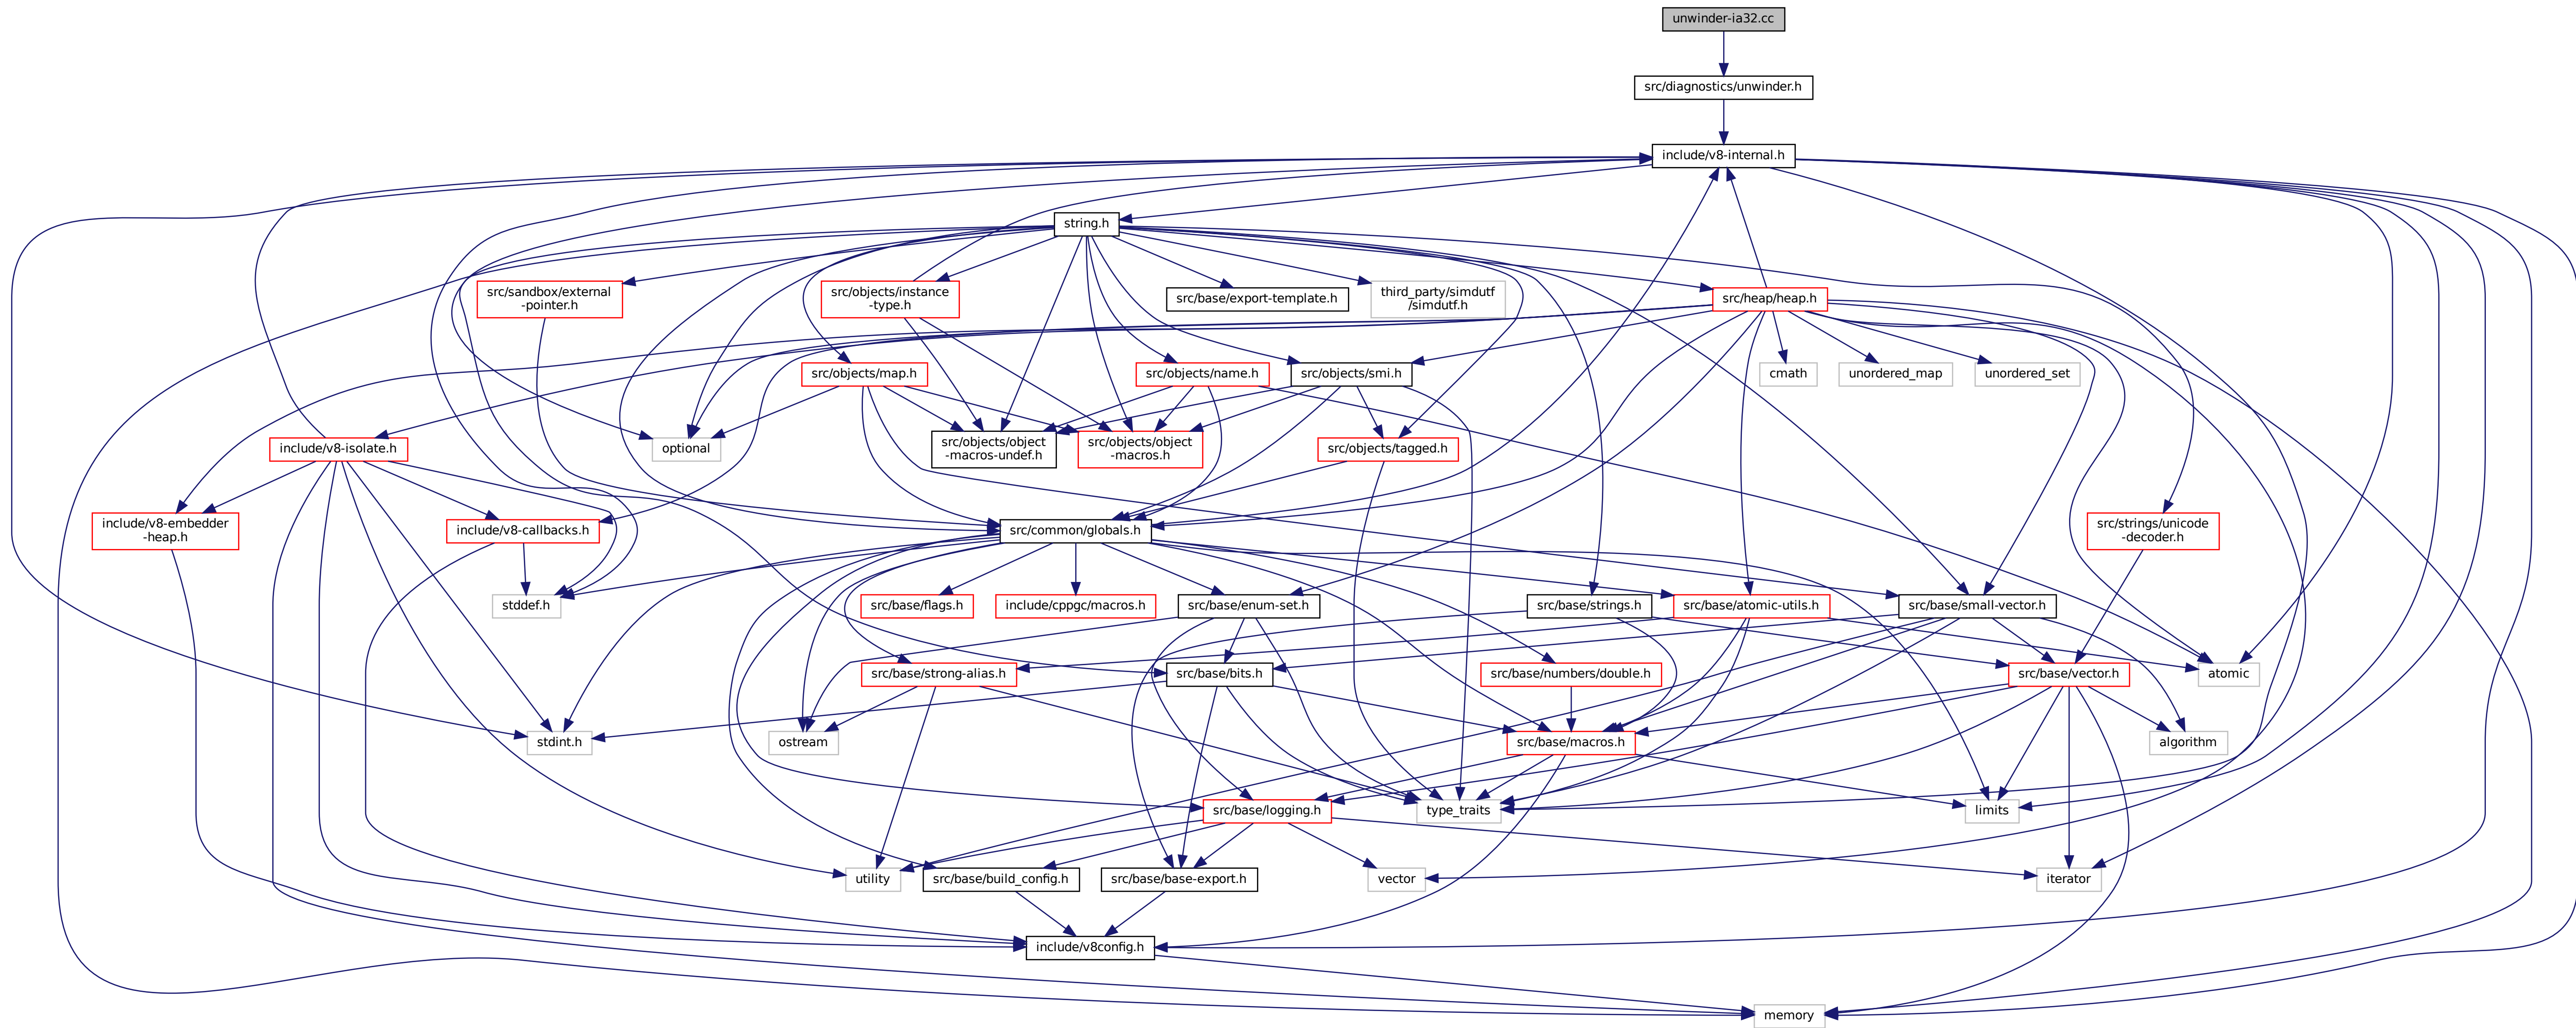 unwinder-ia32.cc
src/diagnostics/unwinder.h
include/v8-internal.h
string.h
src/sandbox/external
-pointer.h
src/objects/instance
-type.h
src/base/export-template.h
third_party/simdutf
/simdutf.h
src/heap/heap.h
src/objects/map.h
src/objects/name.h
src/objects/smi.h
cmath
unordered_map
unordered_set
include/v8-isolate.h
optional
src/objects/object
-macros-undef.h
src/objects/object
-macros.h
src/objects/tagged.h
include/v8-embedder
-heap.h
include/v8-callbacks.h
src/common/globals.h
src/strings/unicode
-decoder.h
stddef.h
src/base/flags.h
include/cppgc/macros.h
src/base/enum-set.h
src/base/strings.h
src/base/atomic-utils.h
src/base/small-vector.h
src/base/strong-alias.h
src/base/bits.h
src/base/numbers/double.h
src/base/vector.h
atomic
stdint.h
ostream
src/base/macros.h
algorithm
src/base/logging.h
type_traits
limits
utility
src/base/build_config.h
src/base/base-export.h
vector
iterator
include/v8config.h
memory